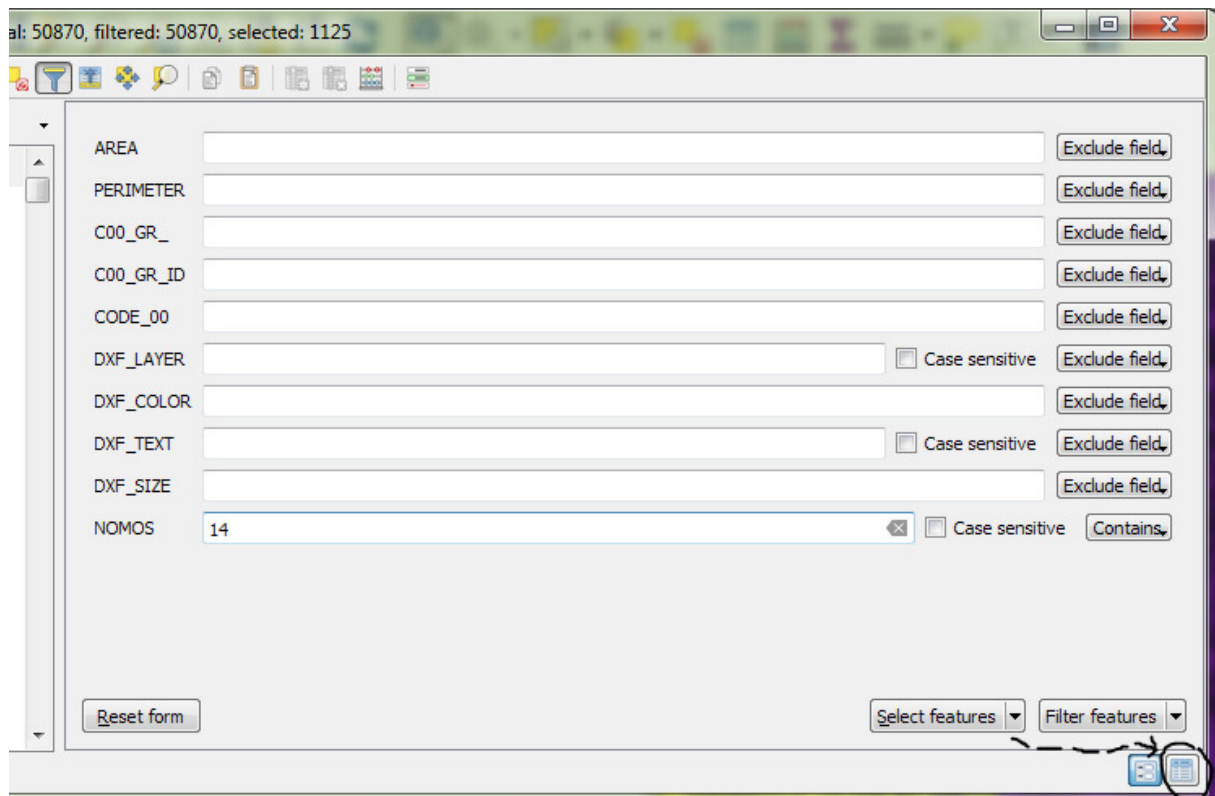 al: 50870, filtered: 50870, selected: 1125
AREA Exclude field
PERIMETER Exclude field
C00_GR_ Exclude field
C00_GR_ID Exclude field
CODE_00 Exclude field
DXF_LAYER Case sensitive Exclude field
DXF_COLOR Exclude field
DXF_TEXT Case sensitive Exclude field
DXF_SIZE Exclude field
NOMOS 14 Case sensitive Contains
Reset form Select features Filter features